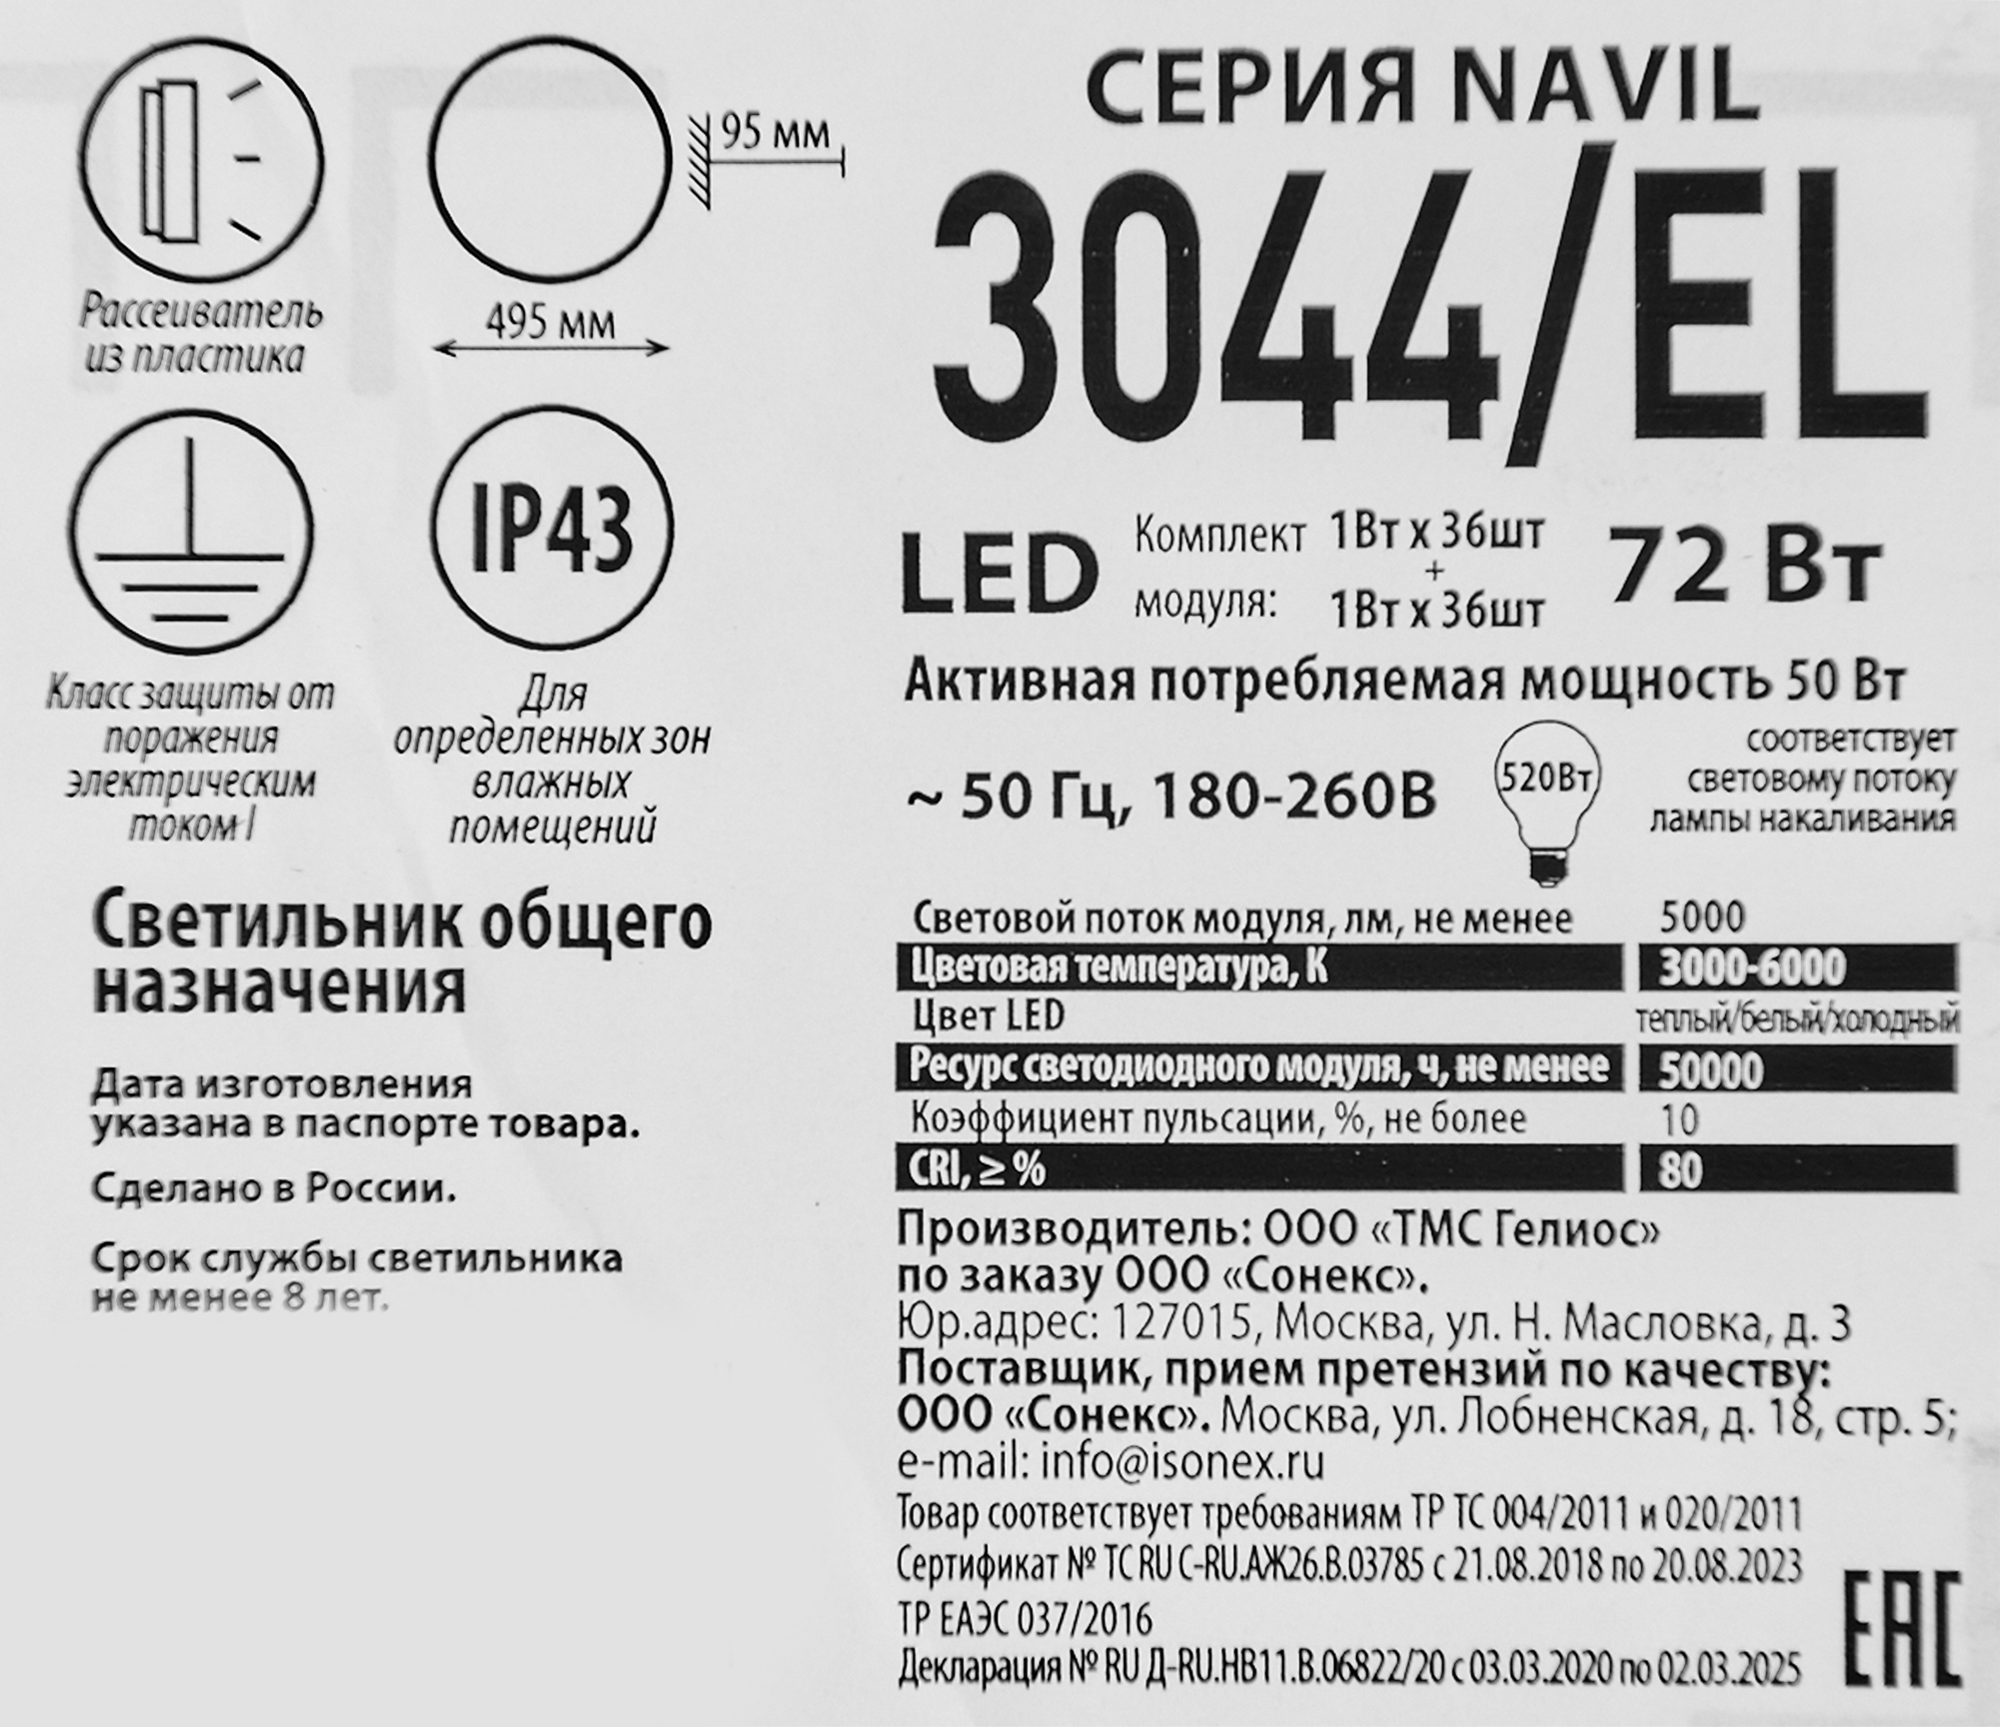 Рассеиватель
из пластика
495 мм
95 мм
Класс защиты от
поражения
электрическим
током I
IP43
Для
определенных зон
влажных
помещений
Светильник общего
назначения
Дата изготовления
указана в паспорте товара.
Сделано в России.
Срок службы светильника
не менее 8 лет.
СЕРИЯ NAVIL
3044/EL
LED Комплект модуля: 1Вт х 36шт + 1Вт х 36шт 72 Вт
Активная потребляемая мощность 50 Вт
~ 50 Гц, 180-260В
520Вт
соответствует
световому потоку
лампы накаливания
Световой поток модуля, лм, не менее 5000
Цветовая температура, К 3000-6000
Цвет LED теплый/белый/холодный
Ресурс светодиодного модуля, ч, не менее 50000
Коэффициент пульсации, %, не более 10
CRI, ≥ % 80
Производитель: ООО «ТМС Гелиос»
по заказу ООО «Сонекс».
Юр.адрес: 127015, Москва, ул. Н. Масловка, д. 3
Поставщик, прием претензий по качеству:
ООО «Сонекс». Москва, ул. Лобненская, д. 18, стр. 5;
e-mail: info@isonex.ru
Товар соответствует требованиям ТР ТС 004/2011 и 020/2011
Сертификат № ТС RU C-RU.АЖ26.В.03785 с 21.08.2018 по 20.08.2023
ТР ЕАЭС 037/2016
Декларация № RU Д-RU.НВ11.В.06822/20 с 03.03.2020 по 02.03.2025
EAC